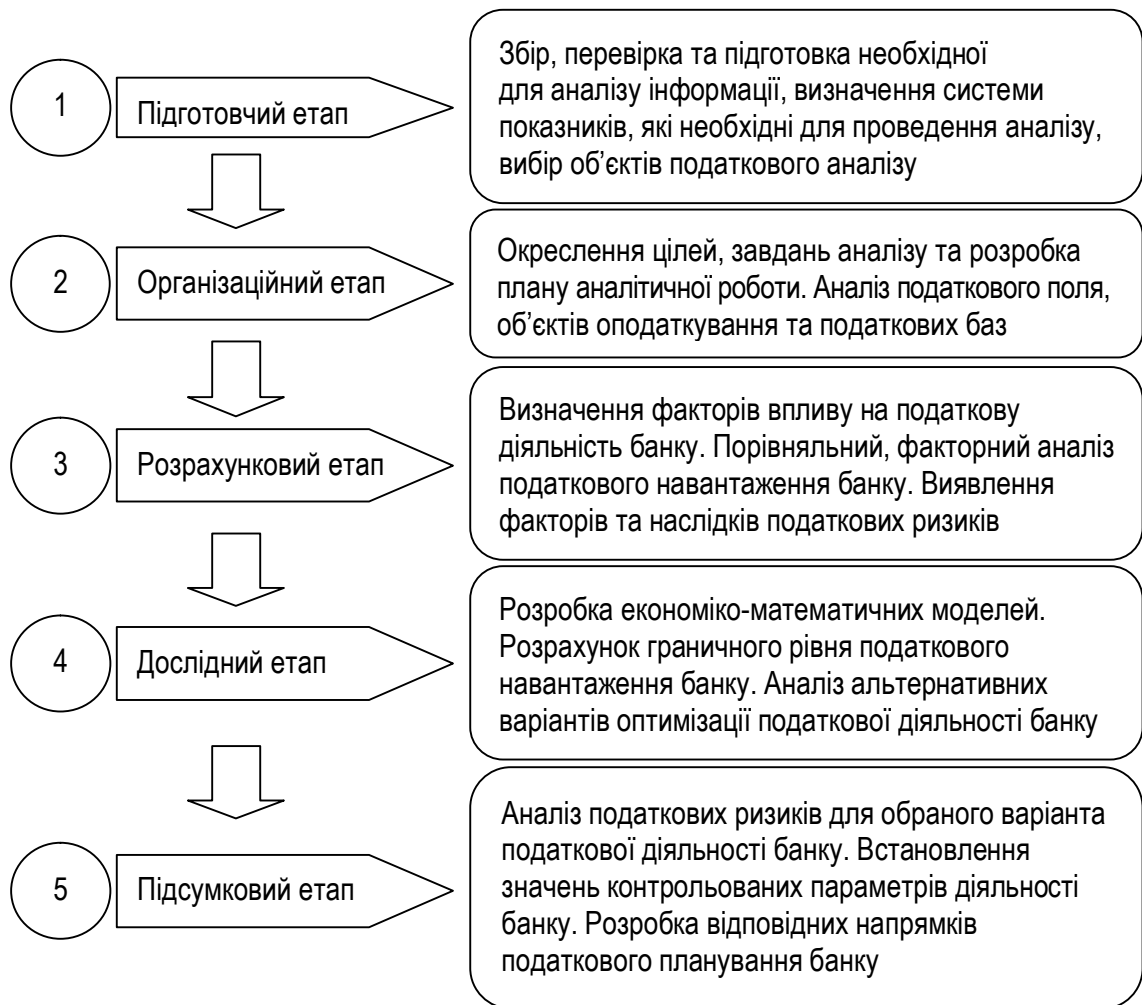 1
Підготовчий етап
Збір, перевірка та підготовка необхідної
для аналізу інформації, визначення системи
показників, які необхідні для проведення аналізу,
вибір об’єктів податкового аналізу
2
Організаційний етап
Окреслення цілей, завдань аналізу та розробка
плану аналітичної роботи. Аналіз податкового поля,
об’єктів оподаткування та податкових баз
3
Розрахунковий етап
Визначення факторів впливу на податкову
діяльність банку. Порівняльний, факторний аналіз
податкового навантаження банку. Виявлення
факторів та наслідків податкових ризиків
4
Дослідний етап
Розробка економіко-математичних моделей.
Розрахунок граничного рівня податкового
навантаження банку. Аналіз альтернативних
варіантів оптимізації податкової діяльності банку
5
Підсумковий етап
Аналіз податкових ризиків для обраного варіанта
податкової діяльності банку. Встановлення
значень контрольованих параметрів діяльності
банку. Розробка відповідних напрямків
податкового планування банку